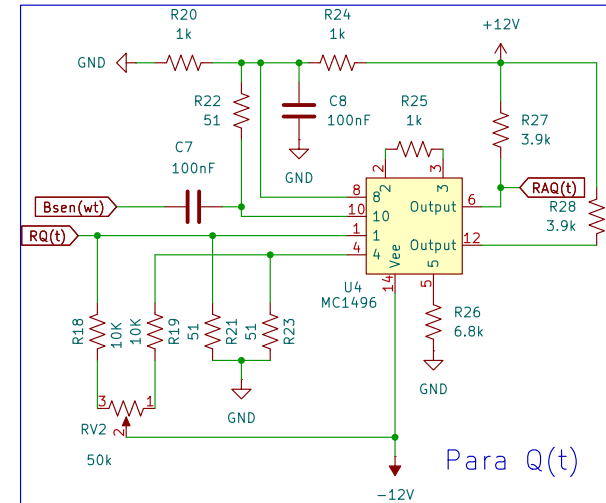 R20
1k
R24
1k
+12V
GND
R22
51
C8
100nF
R25
1k
R27
3.9k
C7
100nF
GND
2
3
8
8
2
3
Output
6
RAQ(t)
R28
3.9k
Bsen(wt)
10
10
RQ(t)
1
1
4
4
Vee
Output
12
5
14
5
U4
MC1496
R18
10K
10K
R19
51
R21
51
R23
R26
6.8k
GND
3
1
RV2
2
50k
GND
Para Q(t)
-12V